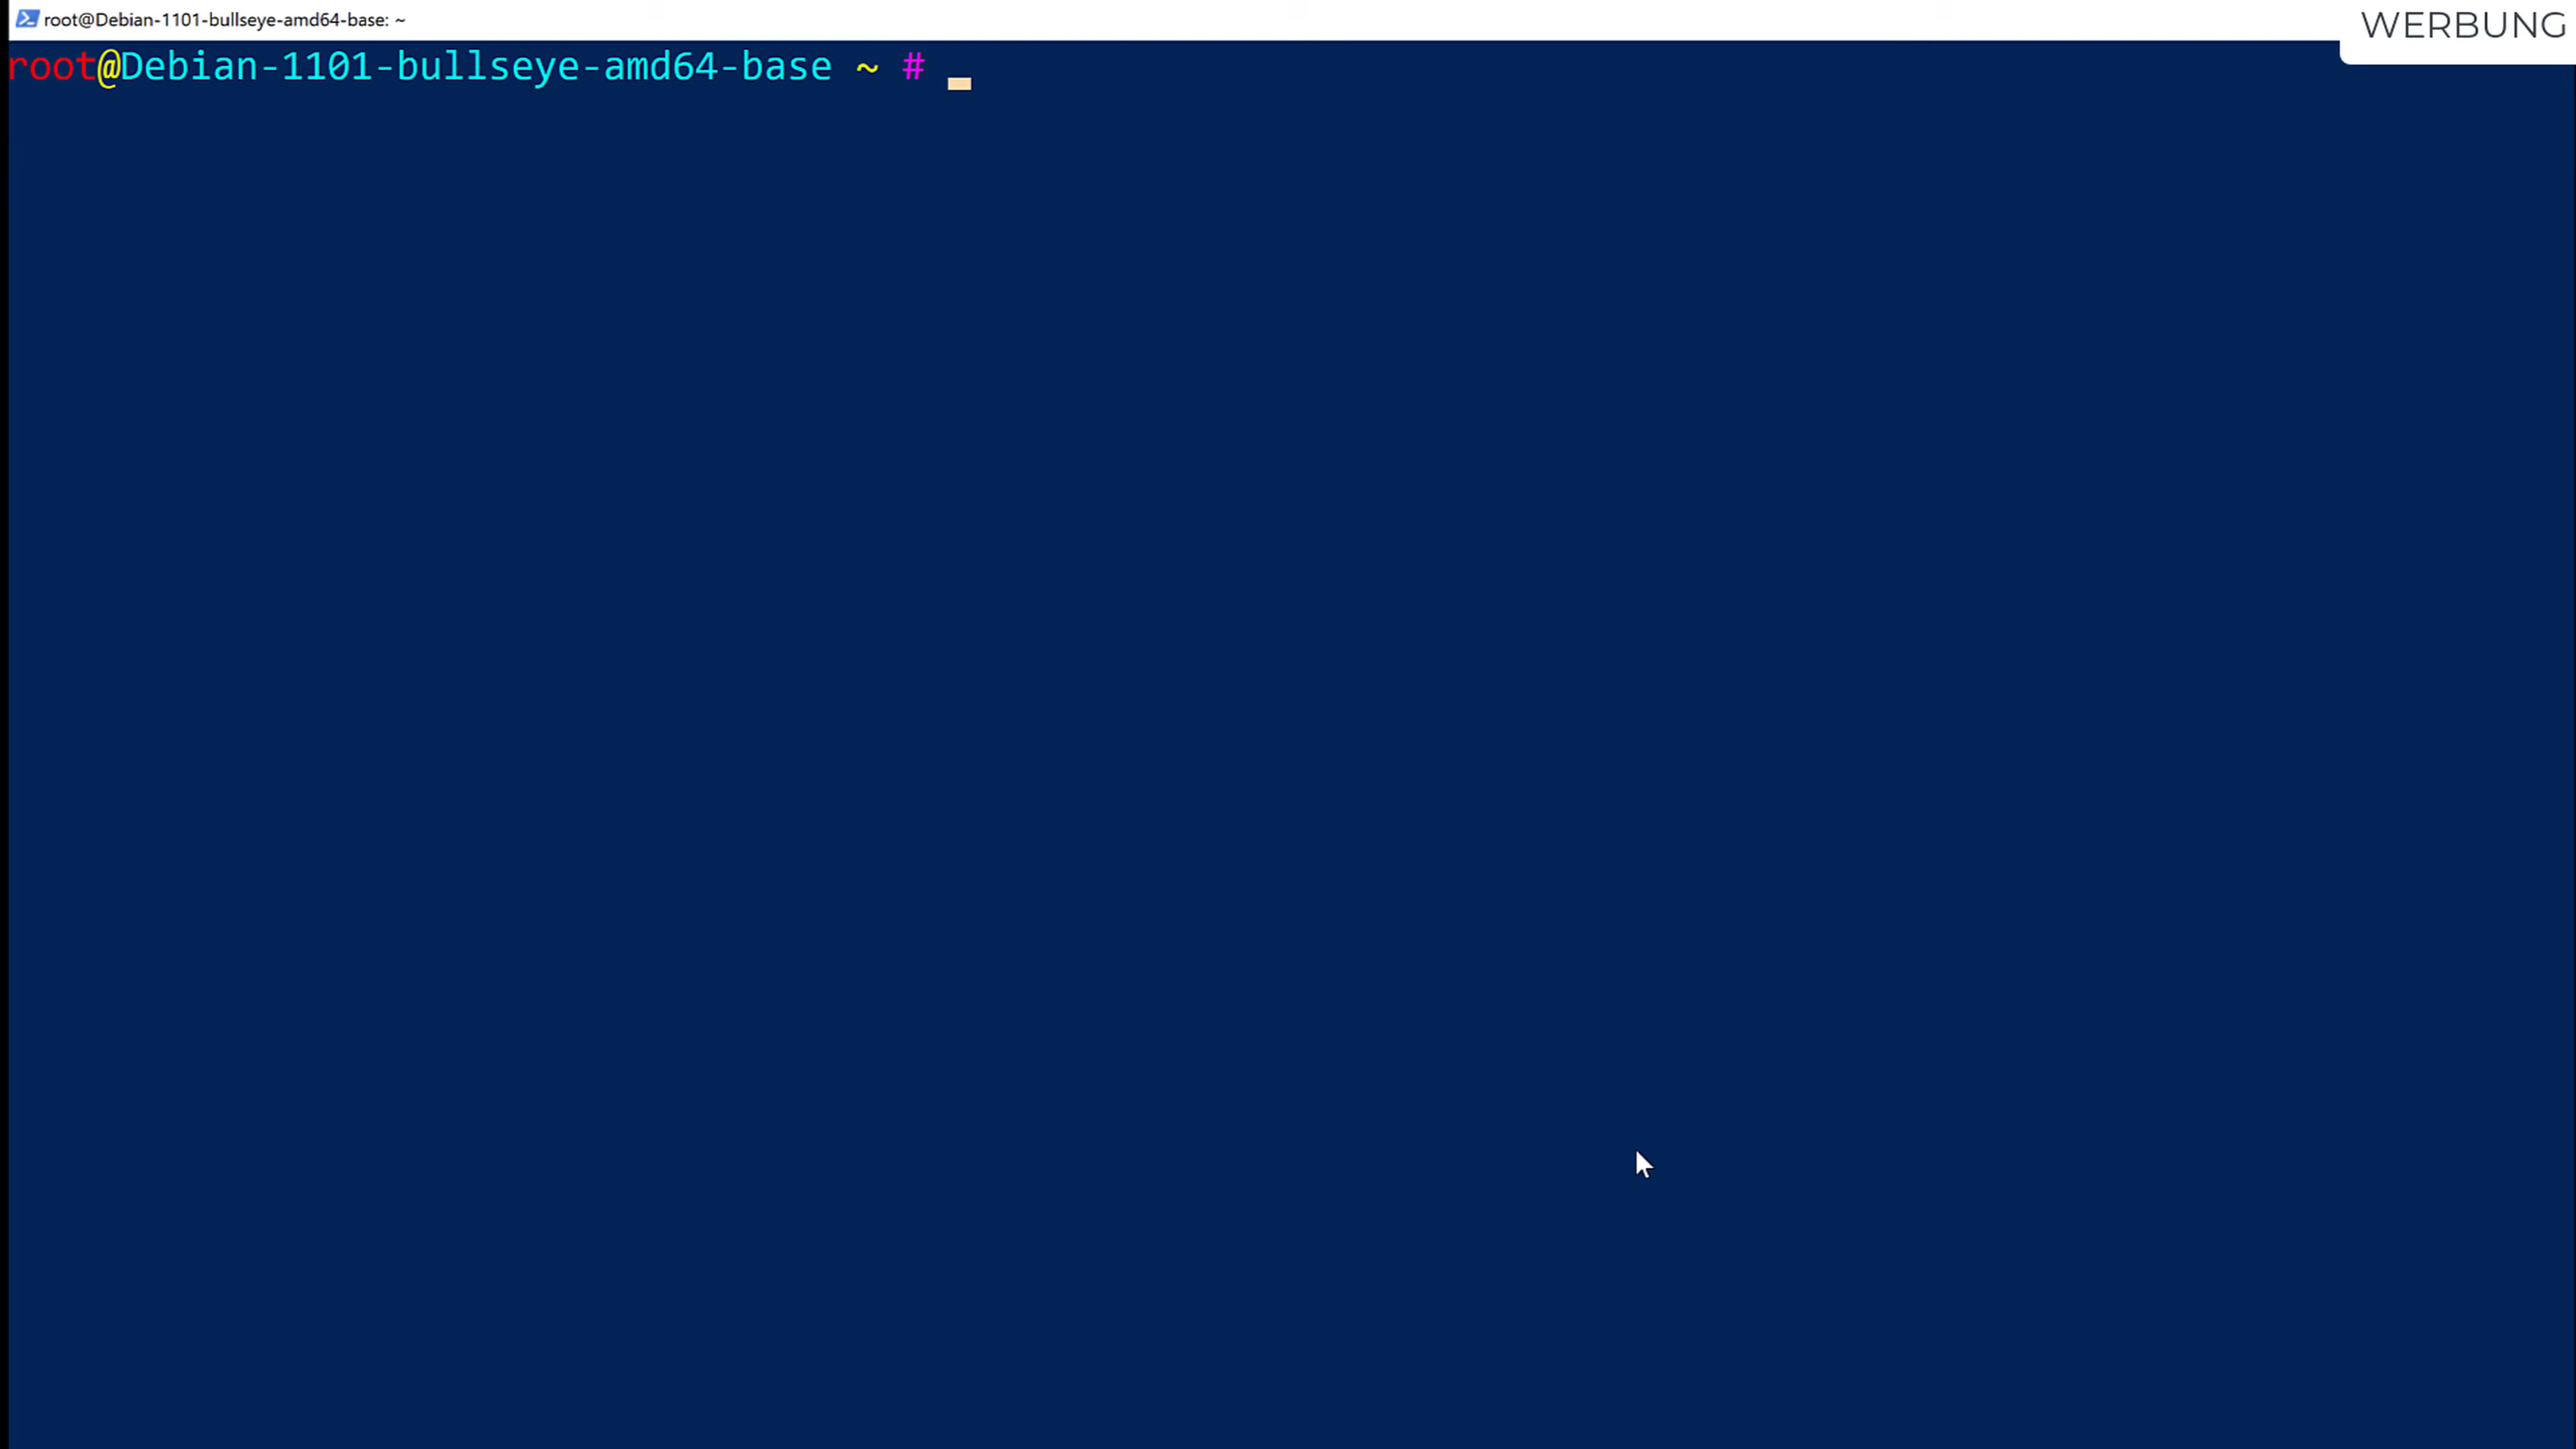 root@Debian-1101-bullseye-amd64-base: ~
WERBUNG
root@Debian-1101-bullseye-amd64-base ~ #